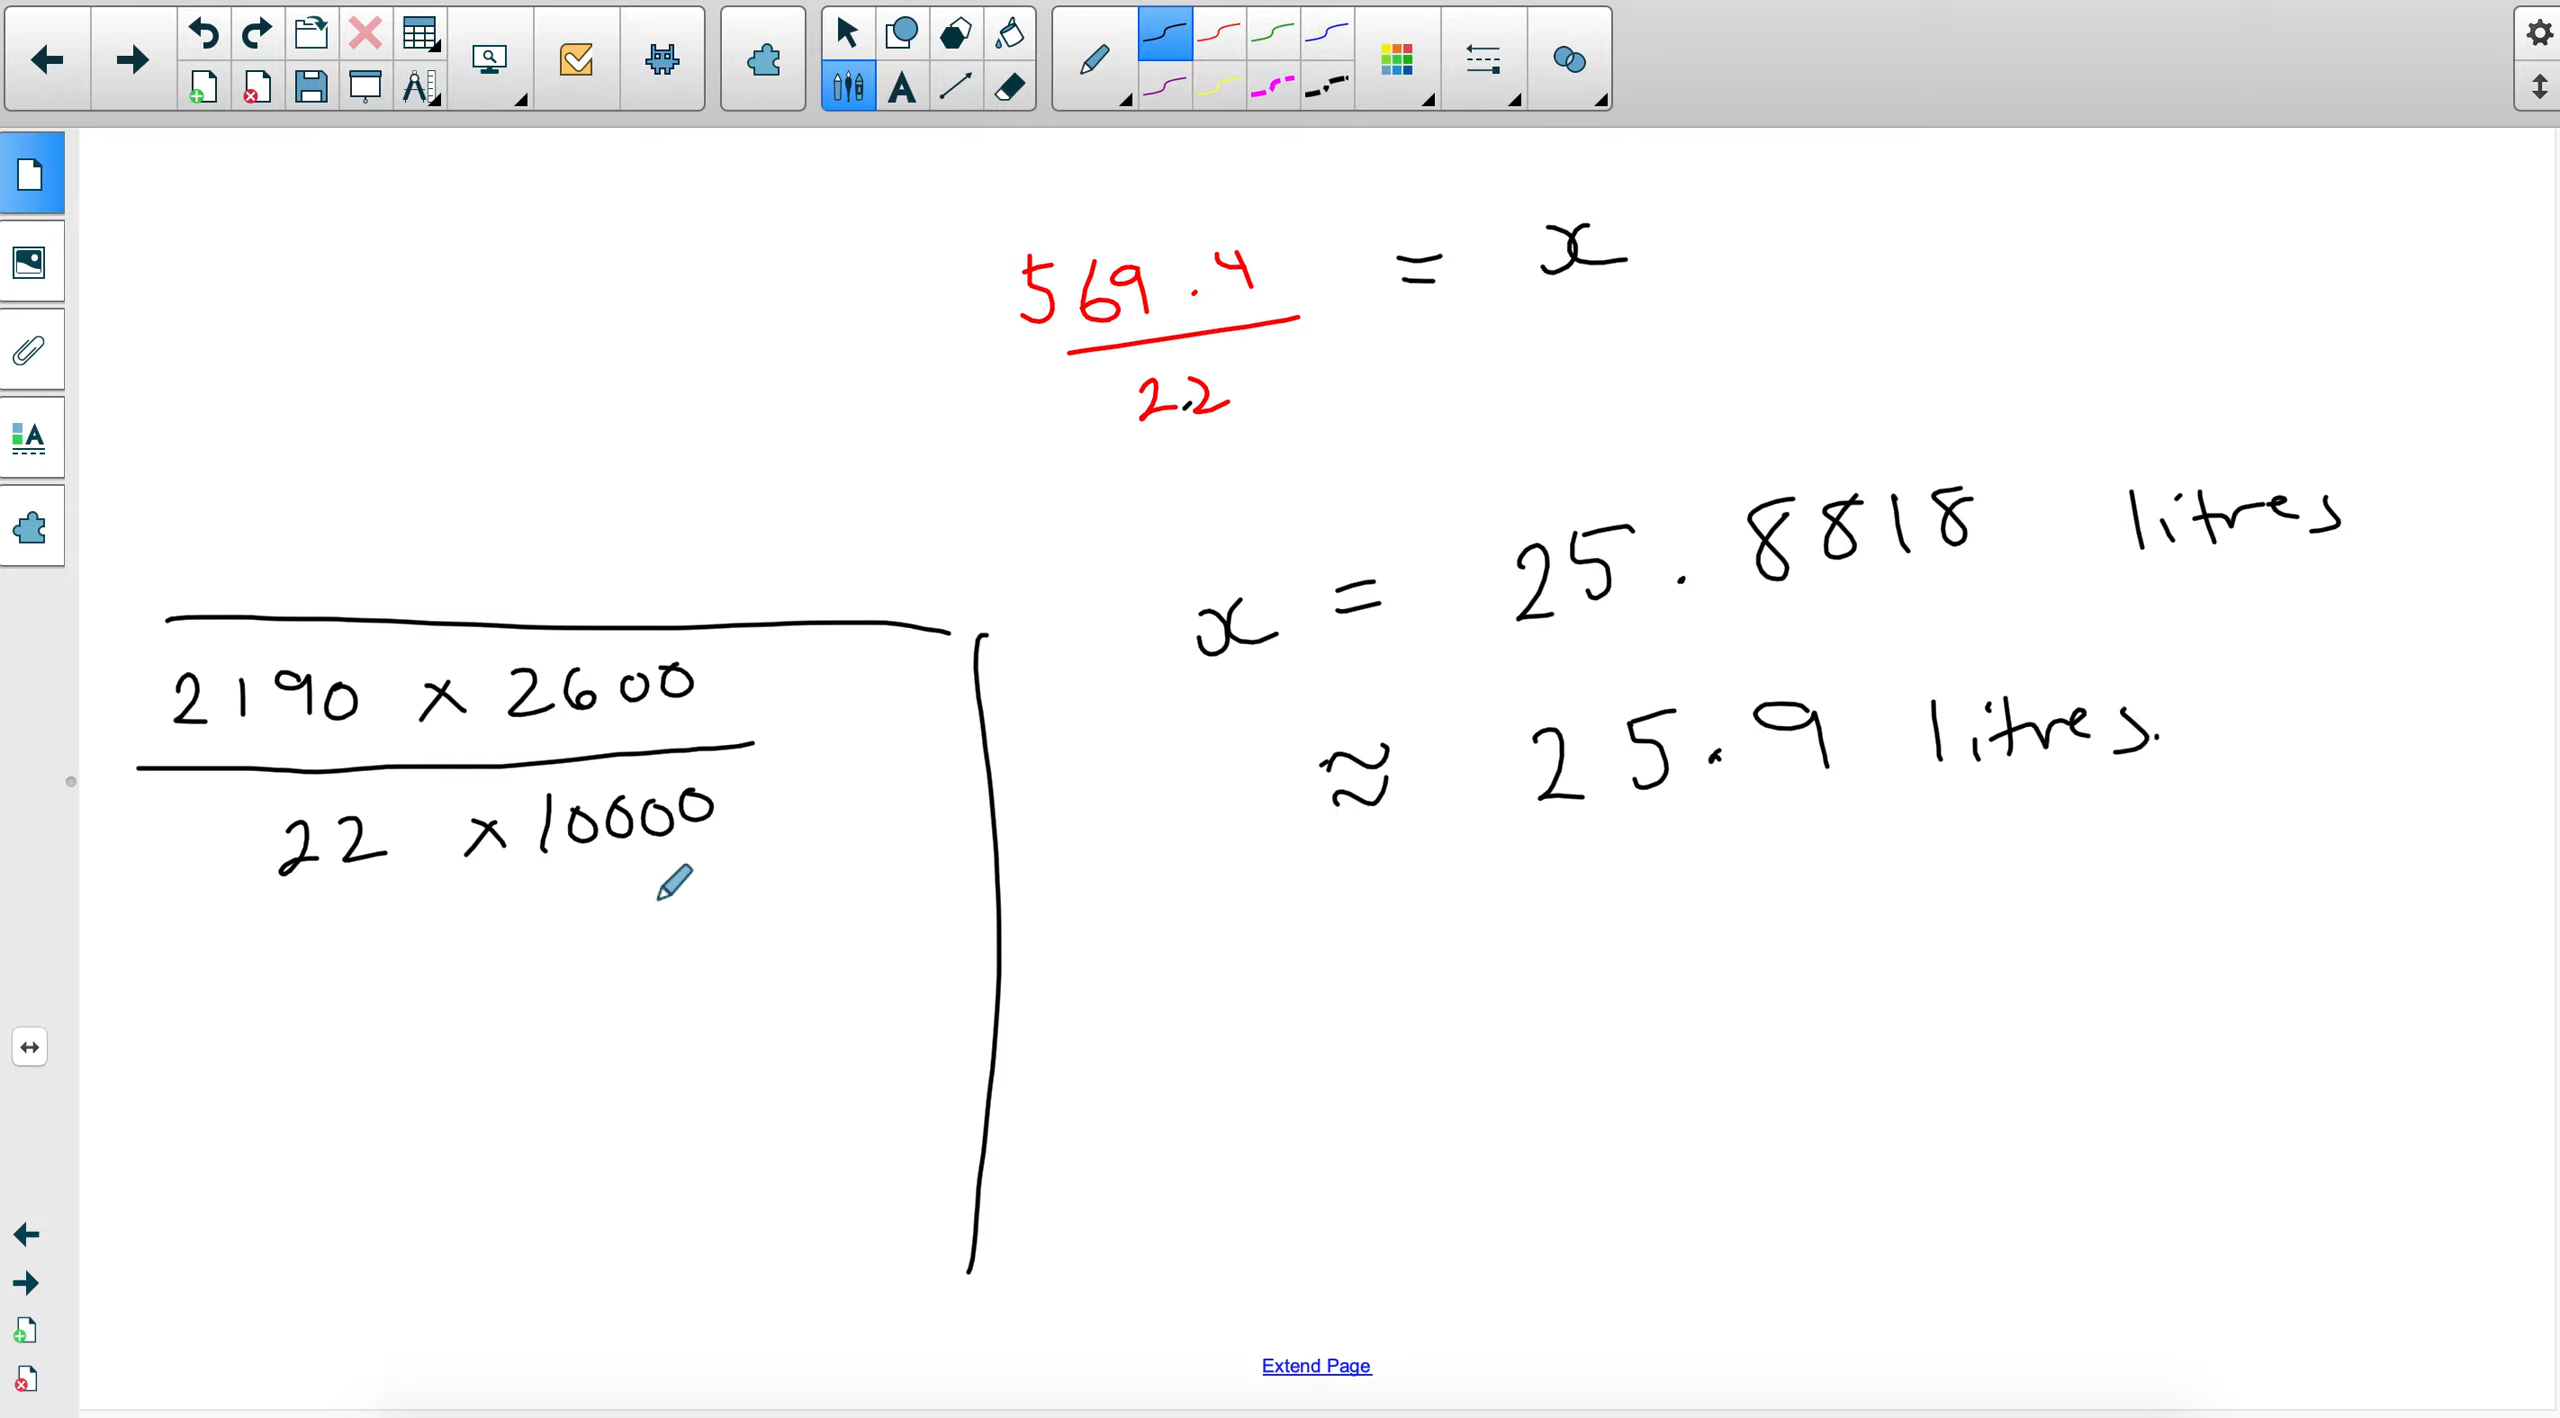 569.4 = x
2.2
x = 25.8818 litres
≈ 25.9 litres.
2190 x 2600
22 x 10000
Extend Page